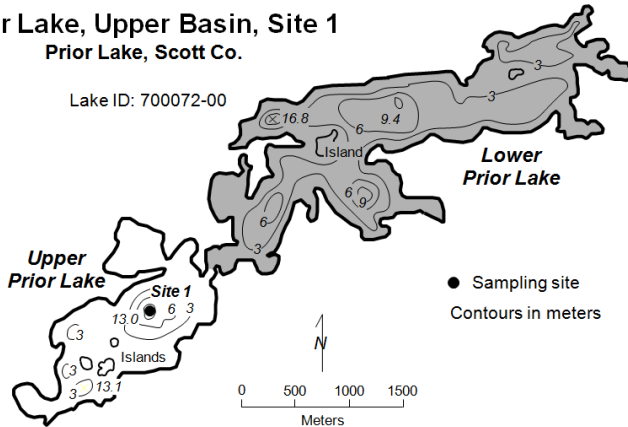 r Lake, Upper Basin, Site 1
Prior Lake, Scott Co.
Lake ID: 700072-00
3
3
16.8
9.4
6
Island
Lower
Prior Lake
6
9
6
3
Upper
Prior Lake
Site 1
13.0
6
3
3
Islands
3
3
13.1
Sampling site
Contours in meters
N
0 500 1000 1500
Meters